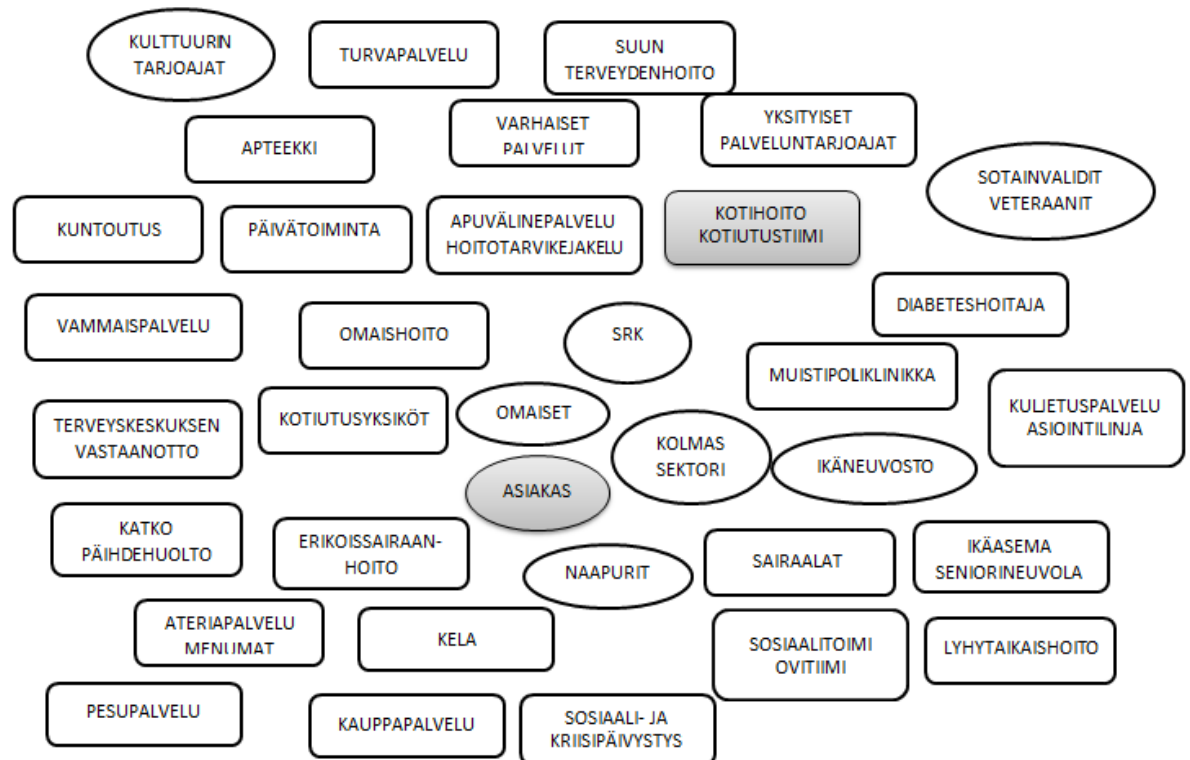 KULTTUURIN
TARJOAJAT
TURVAPALVELU
SUUN
TERVEYDENHOITO
APTEEKKI
VARHAISET
PALVELUT
YKSITYISET
PALVELUNTARJOAJAT
SOTAINVALIDIT
VETERAANIT
KUNTOUTUS
PÄIVÄTOIMINTA
APUVÄLINEPALVELU
HOITOTARVIKEJAKELU
KOTIHOITO
KOTIUTUSTIIMI
VAMMAISPALVELU
OMAISHOITO
SRK
DIABETESHOITAJA
MUISTIPOLIKLINIKKA
KULJETUSPALVELU
ASIOINTILINJA
TERVEYSKESKUKSEN
VASTAANOTTO
KOTIUTUSYKSIKÖT
OMAISET
KOLMAS
SEKTORI
IKÄNEUVOSTO
ASIAKAS
KATKO
PÄIHDEHUOLTO
ERIKOISSAIRAAN-
HOITO
NAAPURIT
SAIRAALAT
IKÄASEMA
SENIORINEUVOLA
ATERIAPALVELU
MENUMAT
KELA
SOSIAALITOIMI
OVITIIMI
LYHYTAIKAISHOITO
PESUPALVELU
KAUPPAPALVELU
SOSIAALI- JA
KRIISIPÄIVYSTYS